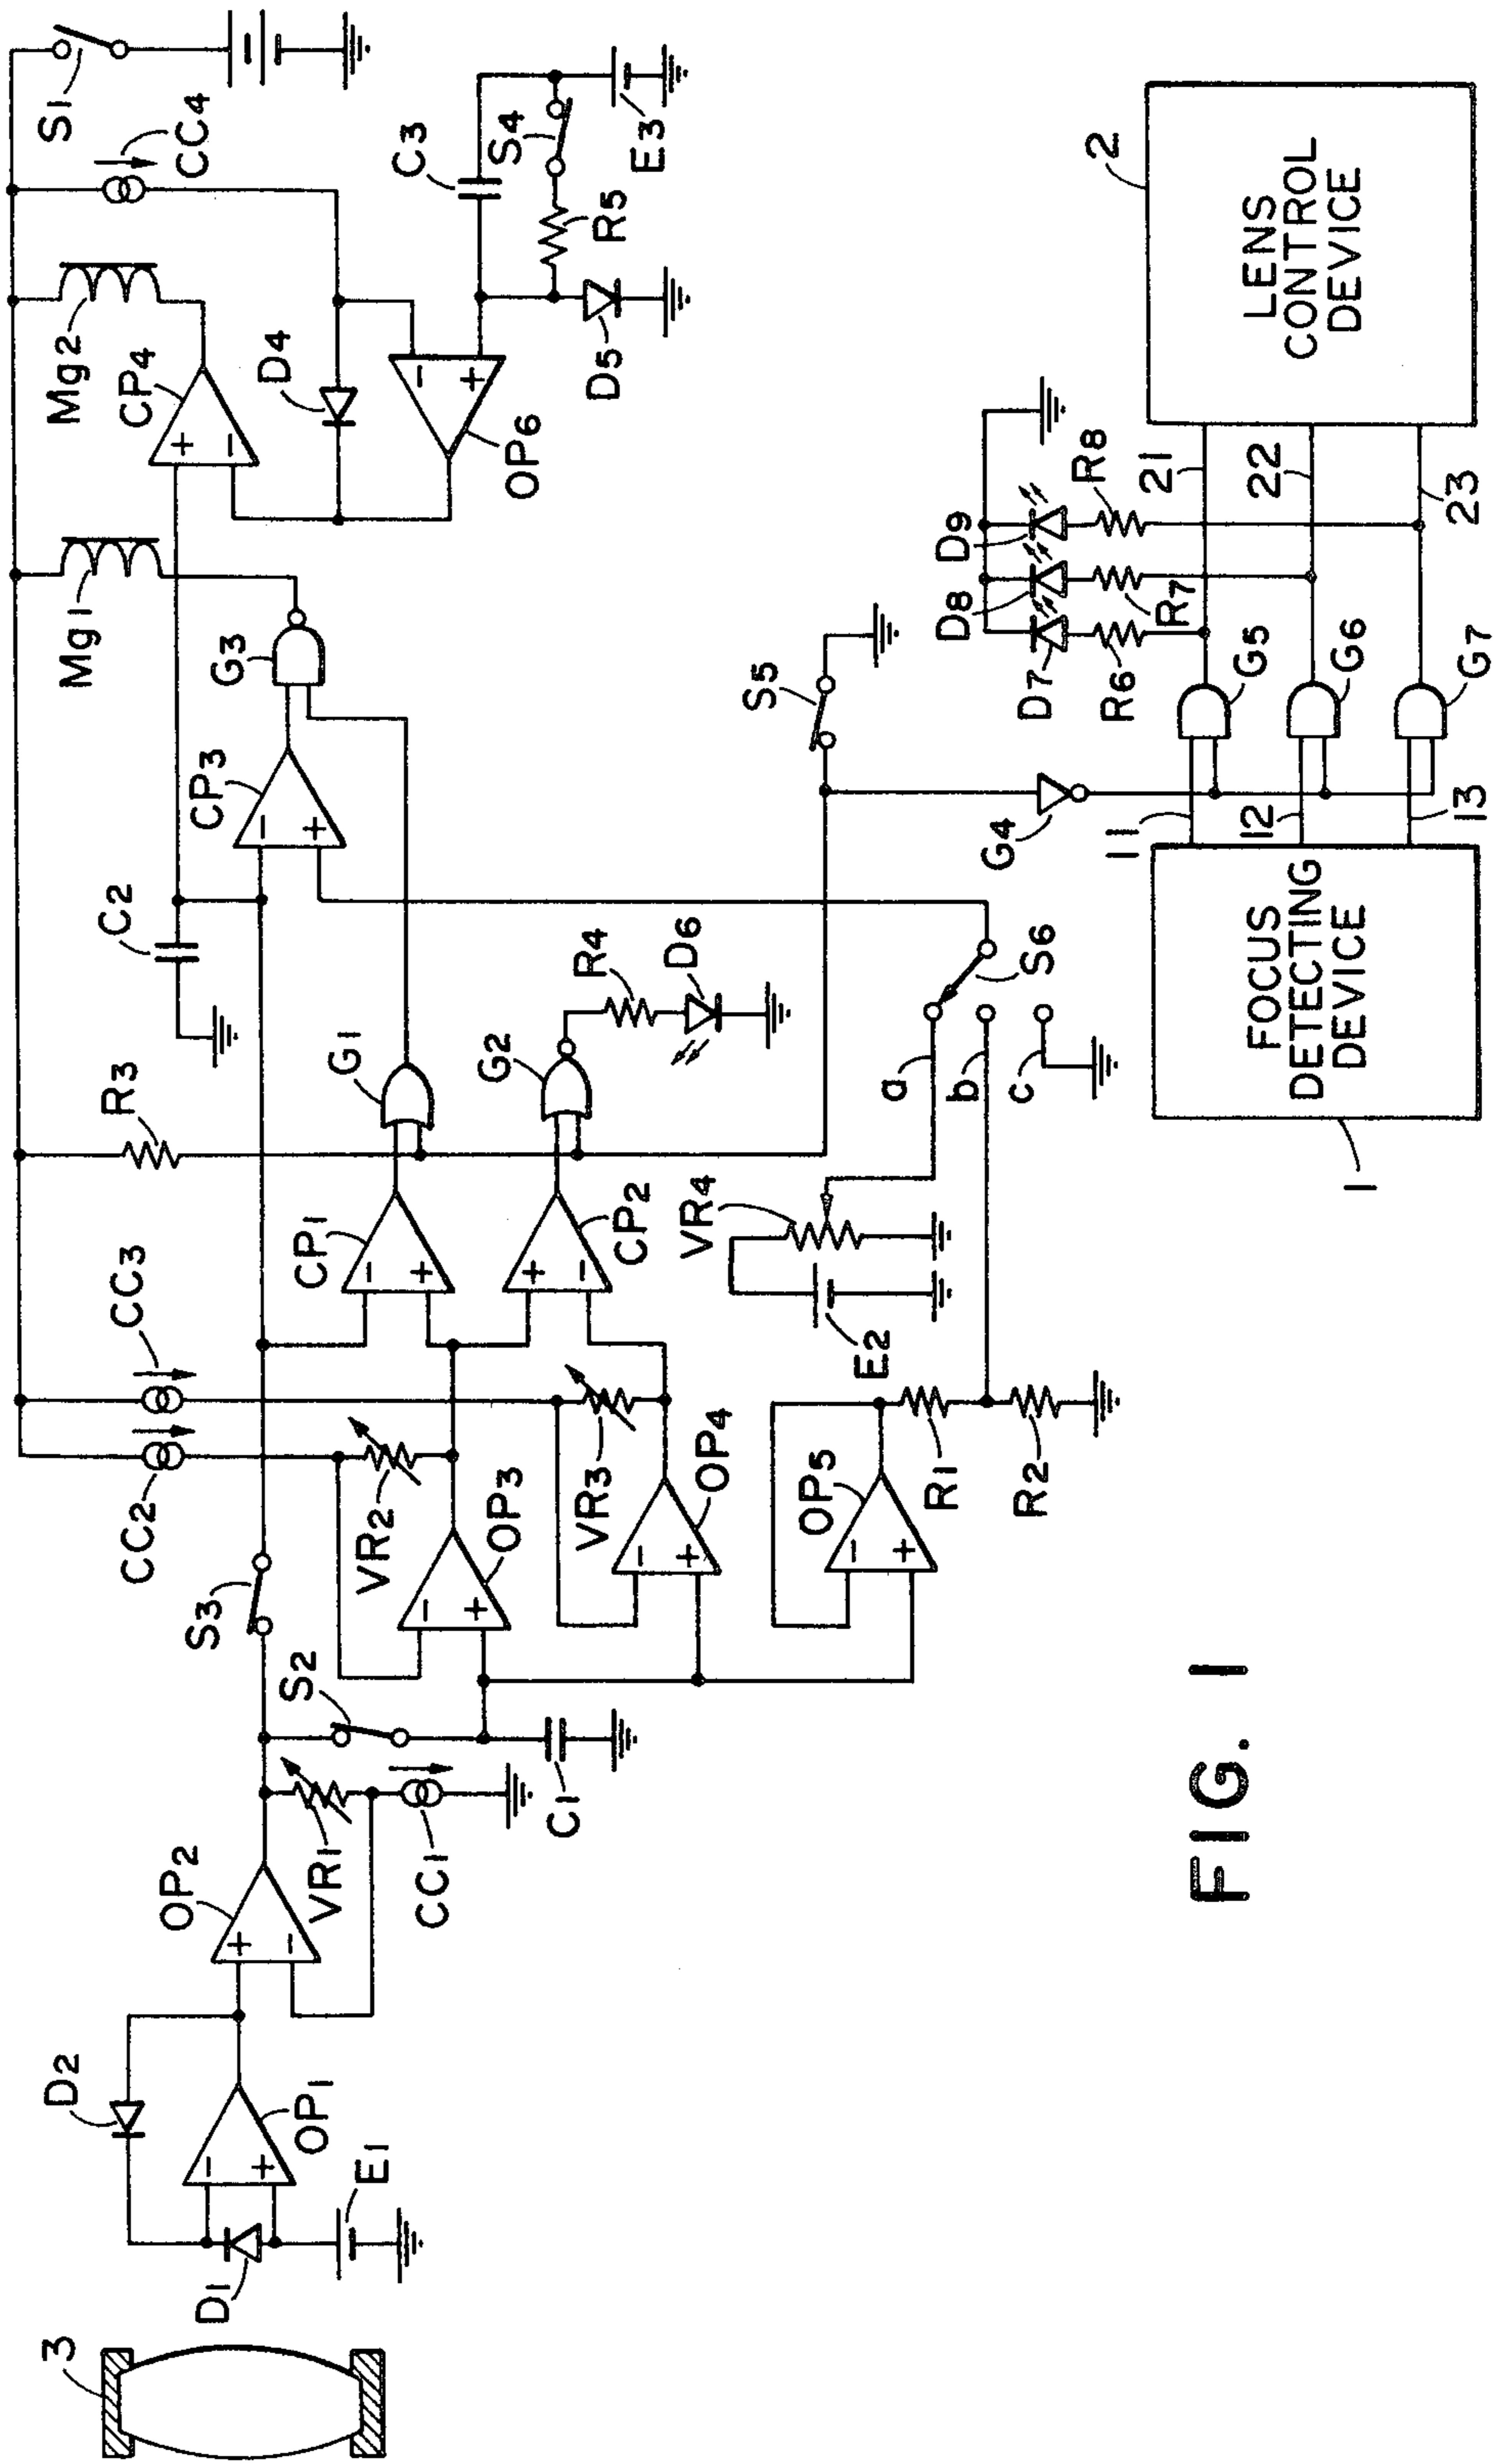 3
D1
D2
E1
OP1
OP2
VR1
CC1
C1
S2
S3
CC2
CC3
VR2
OP3
VR3
OP4
OP5
R1
R2
CP1
CP2
E2
VR4
R3
G1
G2
R4
D6
a
b
c
S6
C2
CP3
G3
Mg1
Mg2
CP4
D4
OP6
S1
CC4
C3
S4
R5
D5
E3
S5
G4
D7
D8
D9
R6
R7
R8
G5
G6
G7
11
12
13
21
22
23
1
FOCUS
DETECTING
DEVICE
2
LENS
CONTROL
DEVICE
+
-
+
-
+
-
+
-
+
-
+
-
+
-
+
-
+
-
+
-
FIG. 1